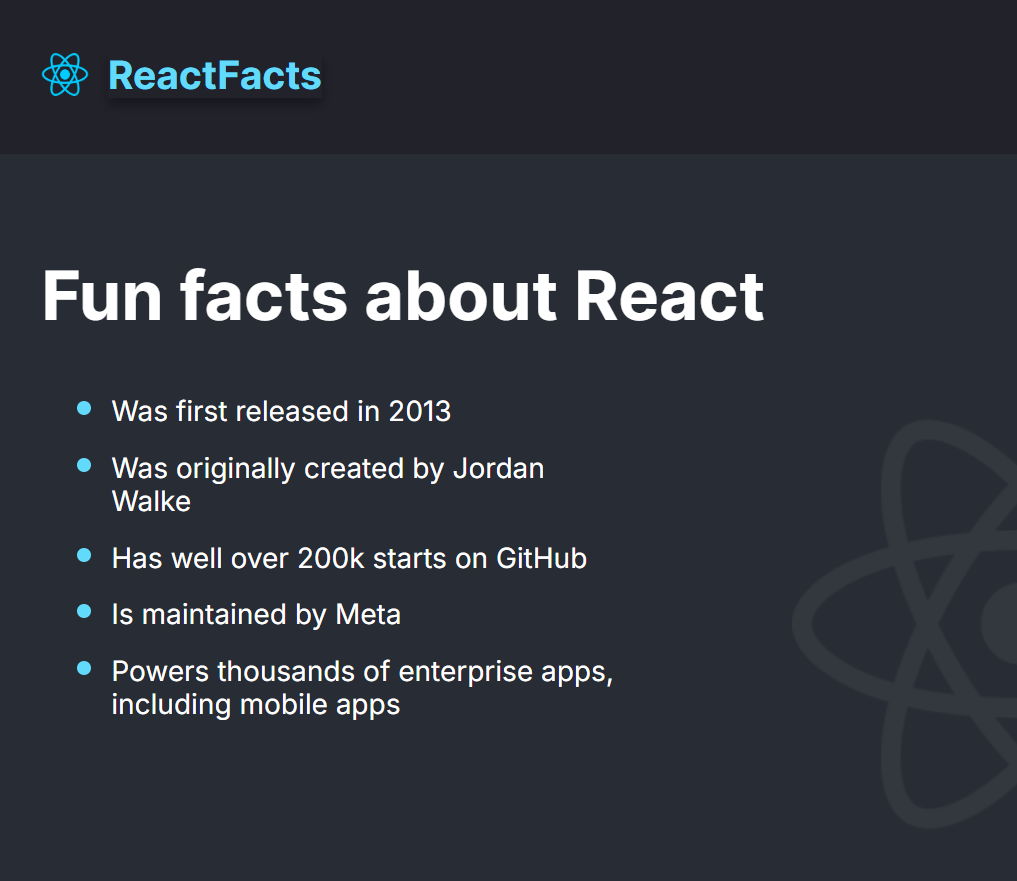 ReactFacts
Fun facts about React
Was first released in 2013
Was originally created by Jordan
Walke
Has well over 200k starts on GitHub
Is maintained by Meta
Powers thousands of enterprise apps,
including mobile apps